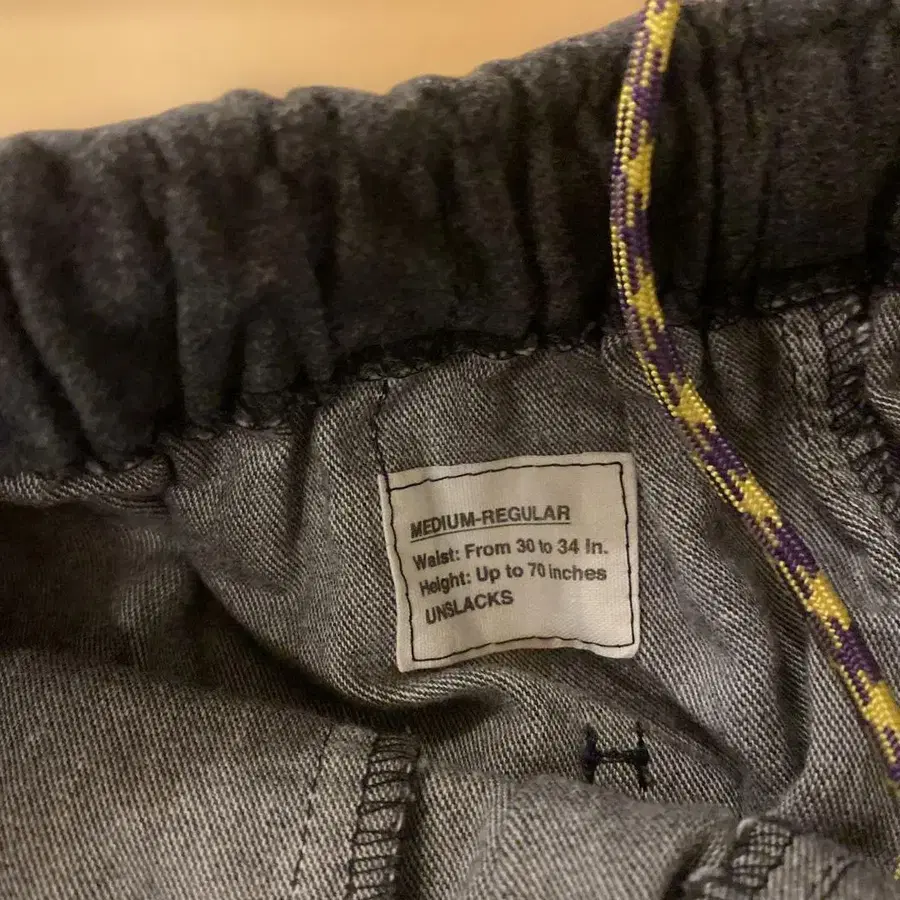 MEDIUM-REGULAR
Waist: From 30 to 34 In.
Height: Up to 70 inches
UNSLACKS